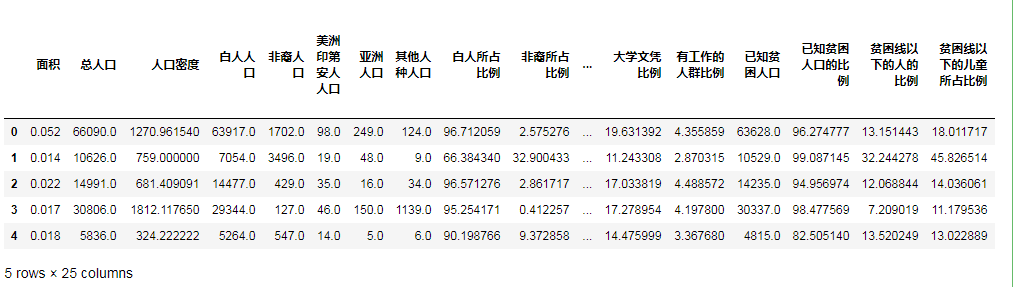 面积 总人口 人口密度 白人人口 非裔人口 美洲印第安人人口 亚洲人口 其他人种人口 白人所占比例 非裔所占比例 ... 大学文凭比例 有工作的人群比例 已知贫困人口 已知贫困人口的比例 贫困线以下的人的比例 贫困线以下的儿童所占比例
0 0.052 66090.0 1270.961540 63917.0 1702.0 98.0 249.0 124.0 96.712059 2.575276 ... 19.631392 4.355859 63628.0 96.274777 13.151443 18.011717
1 0.014 10626.0 759.000000 7054.0 3496.0 19.0 48.0 9.0 66.384340 32.900433 ... 11.243308 2.870315 10529.0 99.087145 32.244278 45.826514
2 0.022 14991.0 681.409091 14477.0 429.0 35.0 16.0 34.0 96.571276 2.861717 ... 17.033819 4.488572 14235.0 94.956974 12.068844 14.036061
3 0.017 30806.0 1812.117650 29344.0 127.0 46.0 150.0 1139.0 95.254171 0.412257 ... 17.278954 4.197800 30337.0 98.477569 7.209019 11.179536
4 0.018 5836.0 324.222222 5264.0 547.0 14.0 5.0 6.0 90.198766 9.372858 ... 14.475999 3.367680 4815.0 82.505140 13.520249 13.022889
5 rows × 25 columns